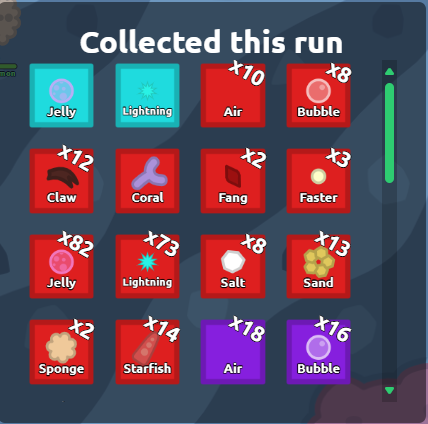 Collected this run
Jelly
Lightning
x10
Air
x8
Bubble
x12
Claw
Coral
x2
Fang
x3
Faster
x82
Jelly
x73
Lightning
x8
Salt
x13
Sand
x2
Sponge
x14
Starfish
x18
Air
x16
Bubble